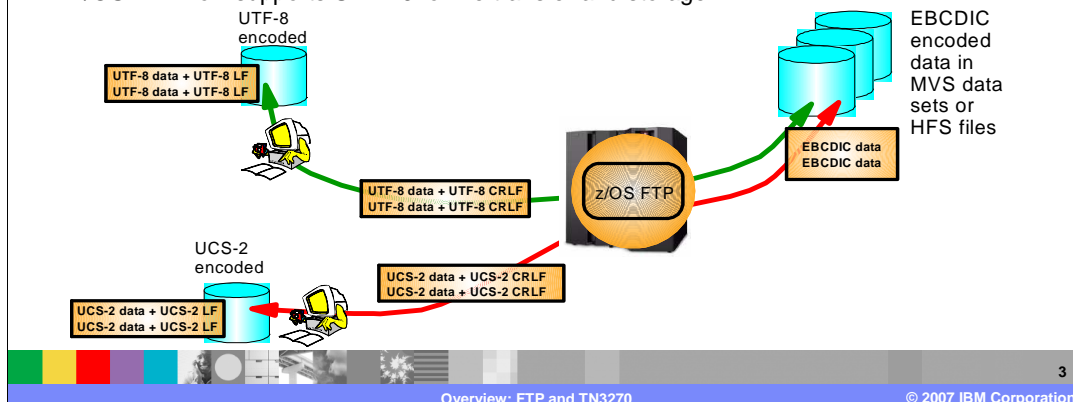 UTF-8
encoded
UTF-8 data + UTF-8 LF
UTF-8 data + UTF-8 LF
EBCDIC
encoded
data in
MVS data
sets or
HFS files
EBCDIC data
EBCDIC data
z/OS FTP
UTF-8 data + UTF-8 CRLF
UTF-8 data + UTF-8 CRLF
UCS-2
encoded
UCS-2 data + UCS-2 CRLF
UCS-2 data + UCS-2 CRLF
UCS-2 data + UCS-2 LF
UCS-2 data + UCS-2 LF
3
Overview: FTP and TN3270
© 2007 IBM Corporation